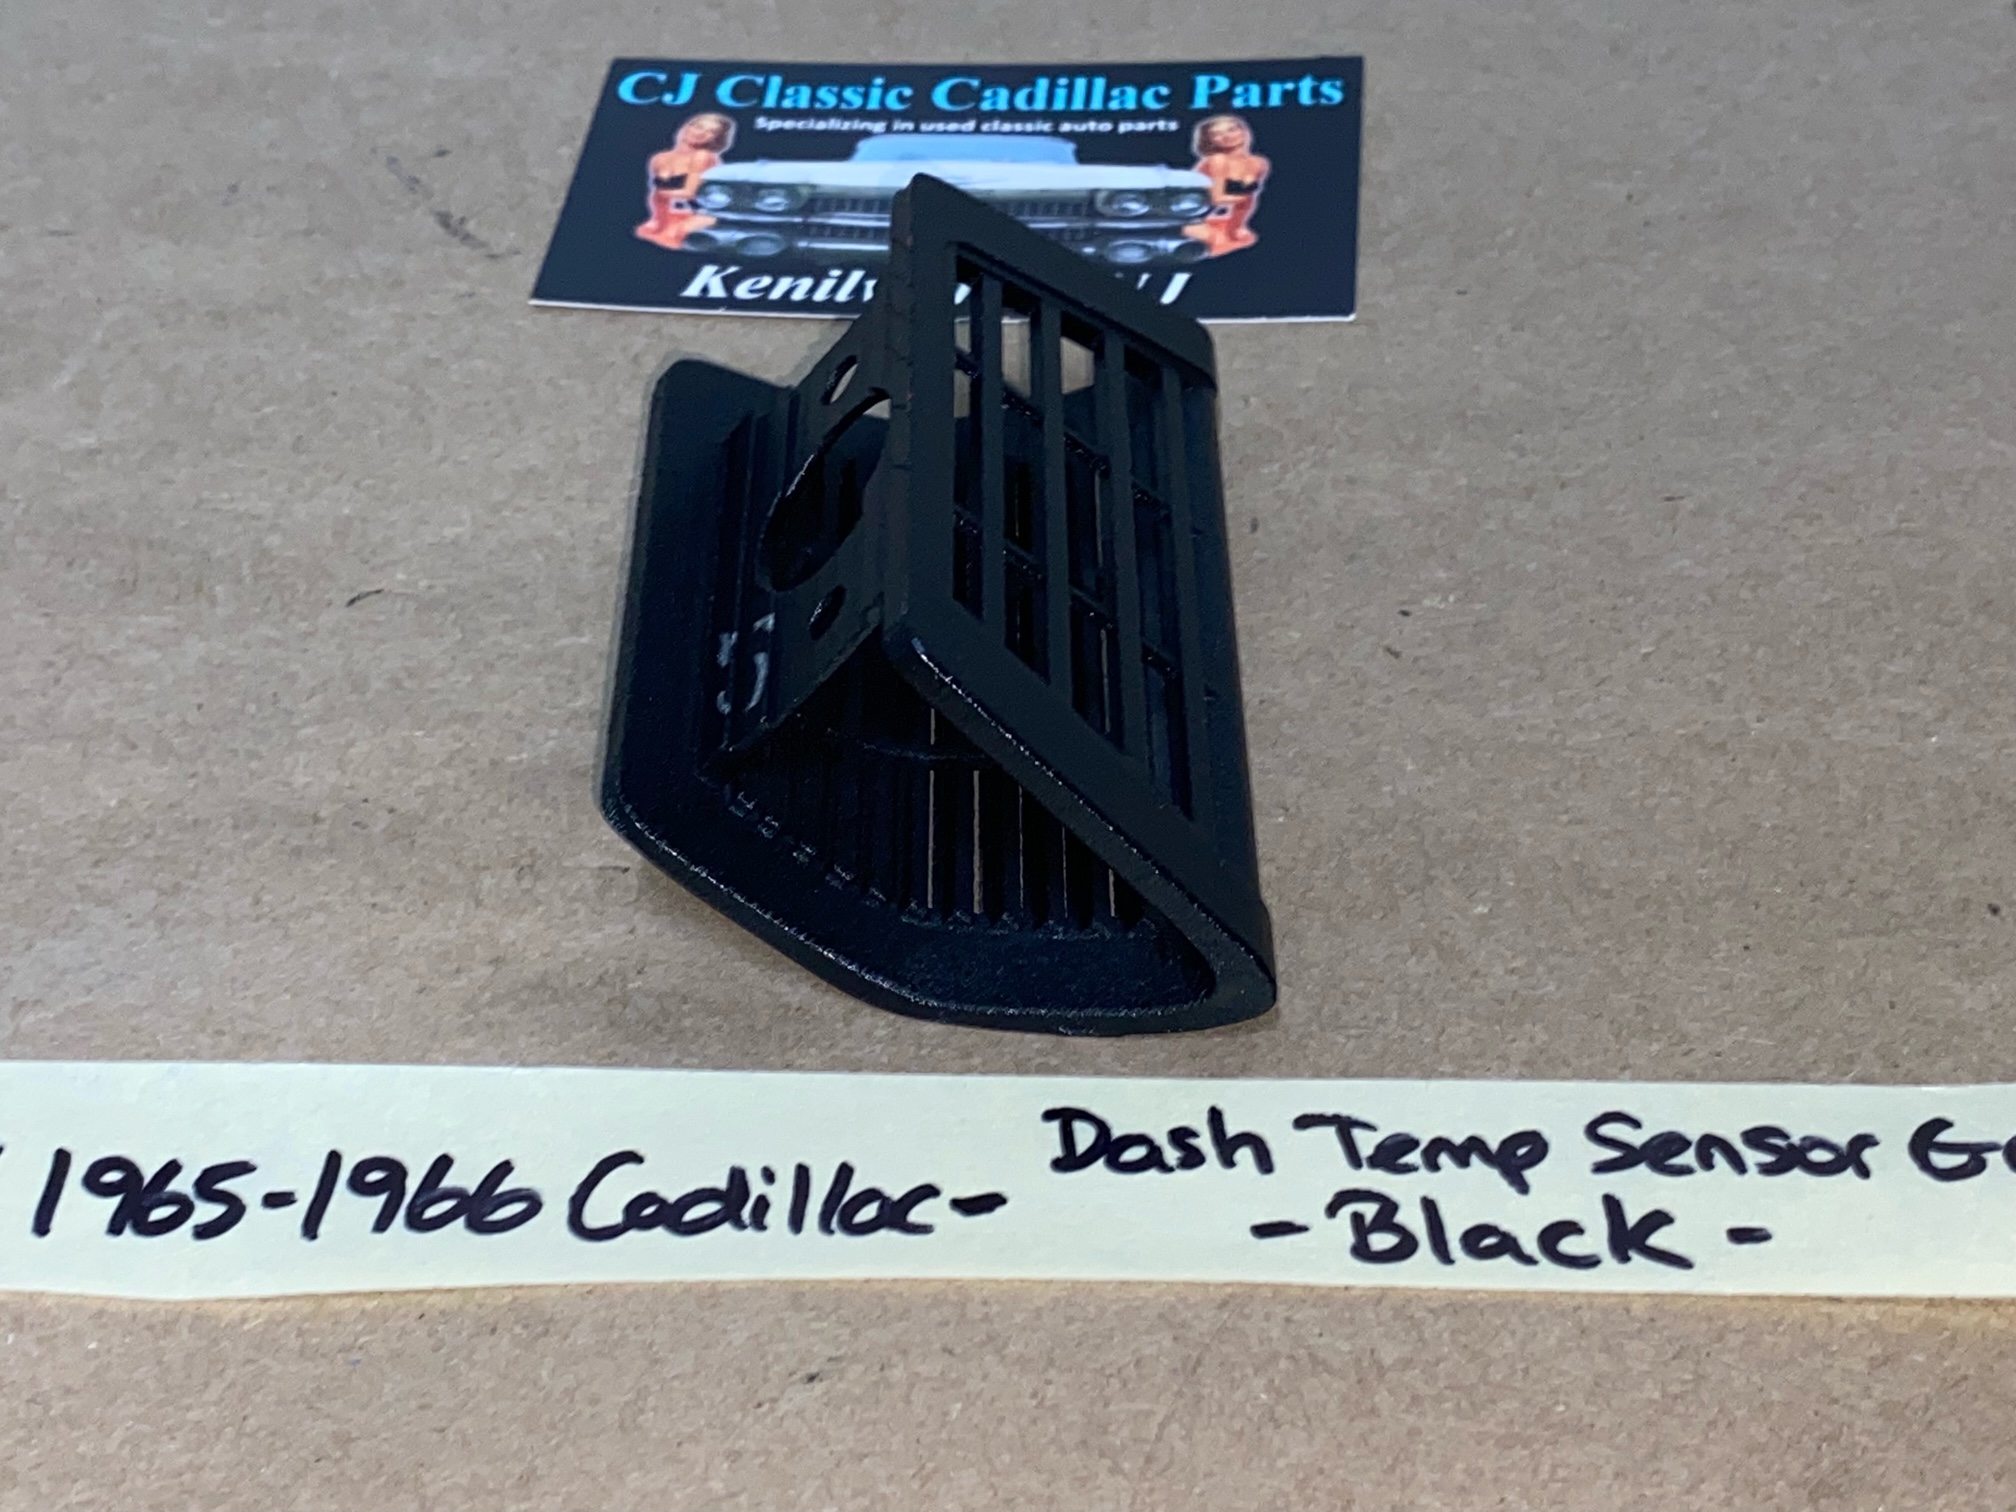 CJ Classic Cadillac Parts
Specializing in used classic auto parts
1965-1966 Cadillac- Dash Temp Sensor
- Black -